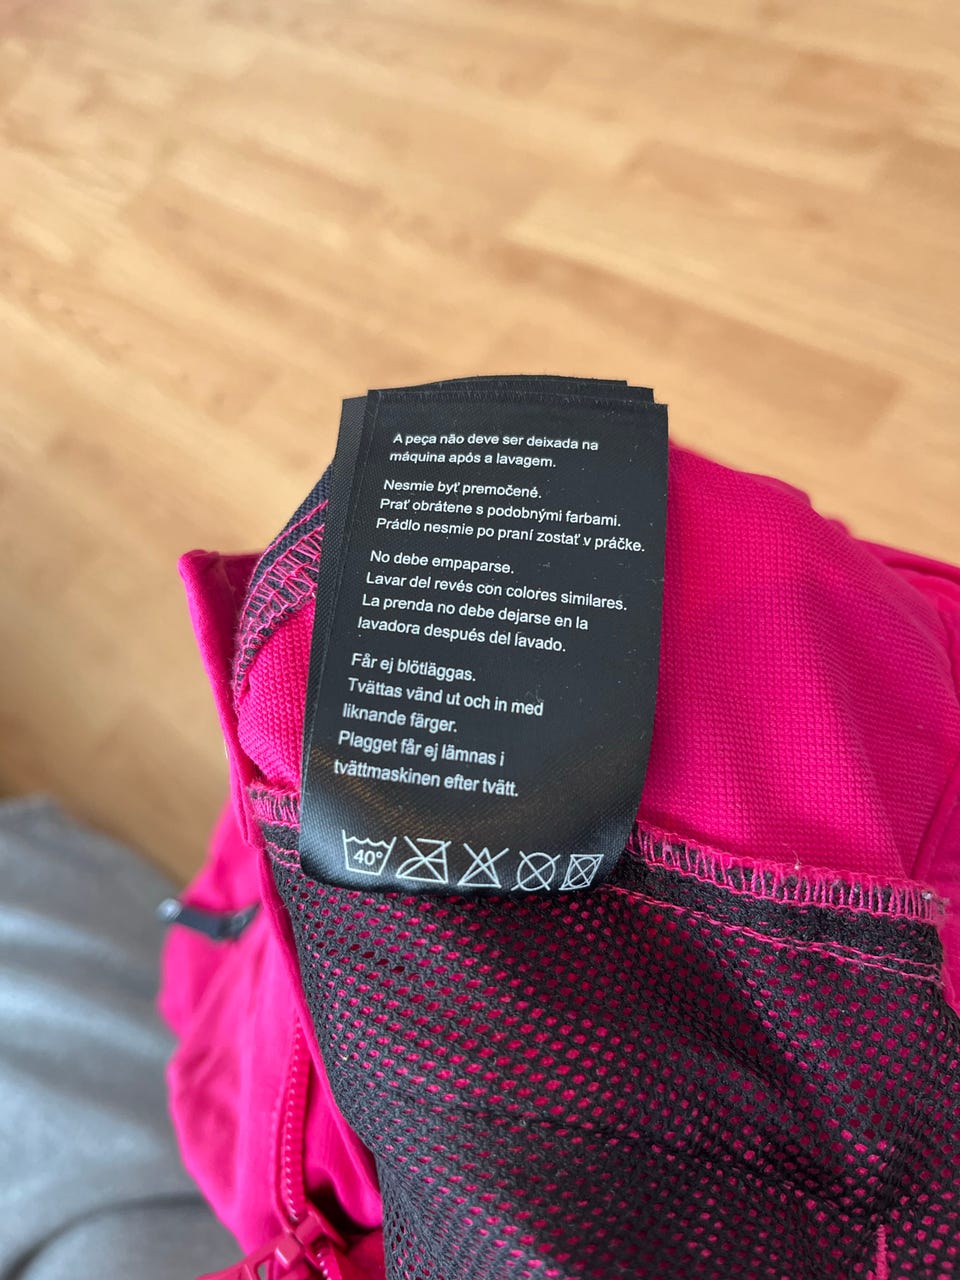 A peça não deve ser deixada na
máquina após a lavagem.
Nesmie byť premočené.
Prať obrátene s podobnými farbami.
Prádlo nesmie po praní zostať v práčke.
No debe empaparse.
Lavar del revés con colores similares.
La prenda no debe dejarse en la
lavadora después del lavado.
Får ej blötläggas.
Tvättas vänd ut och in med
liknande färger.
Plagget får ej lämnas i
tvättmaskinen efter tvätt.
40°